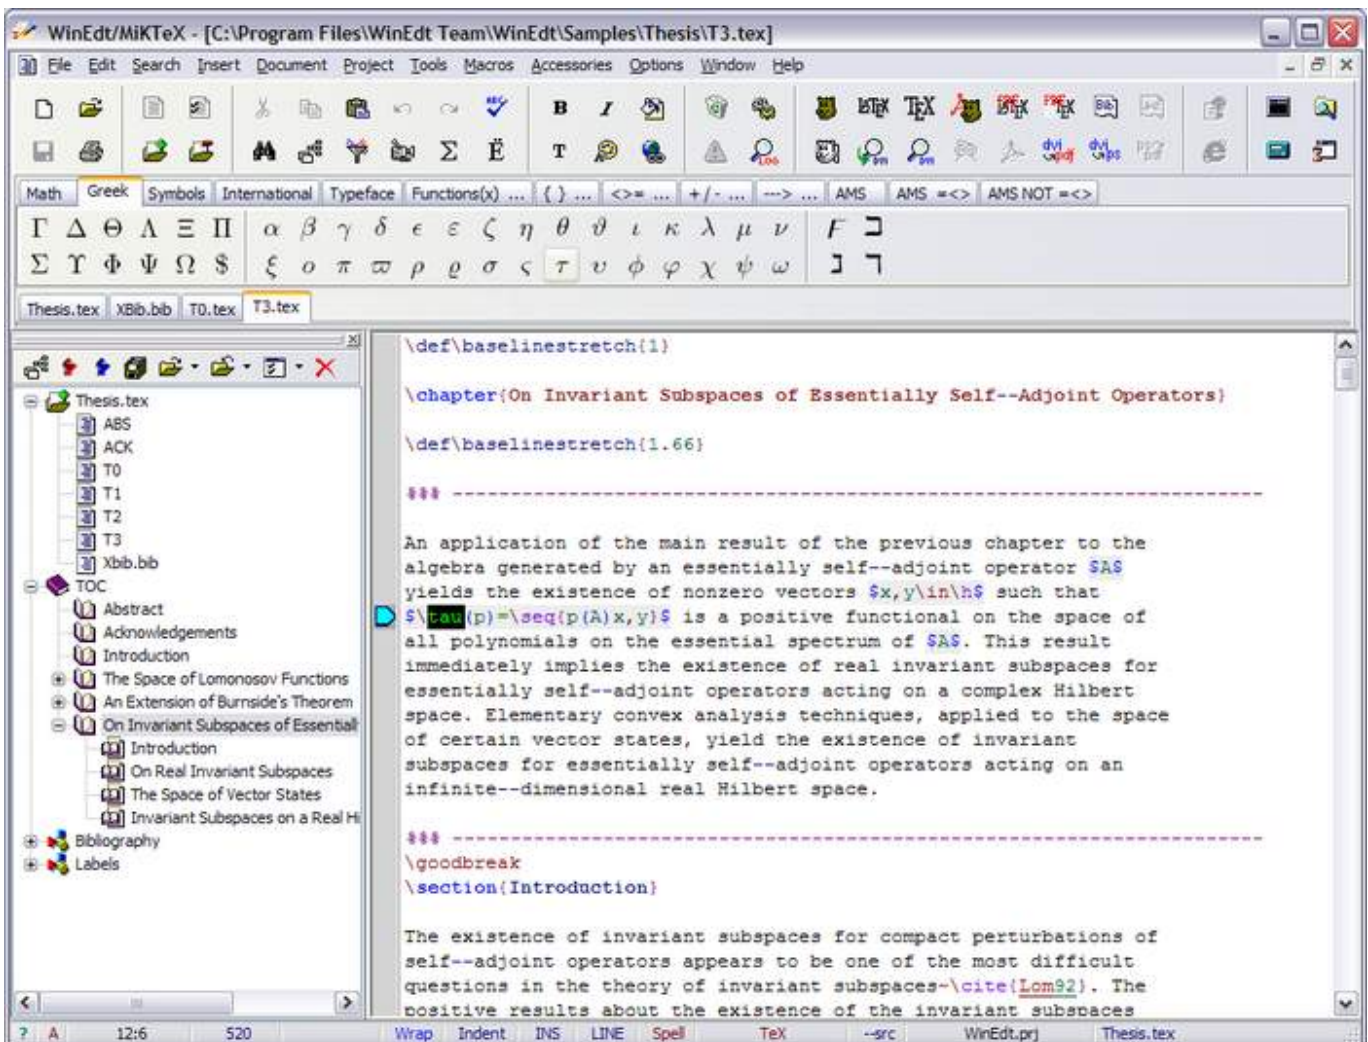 WinEdt/MiKTeX - [C:\Program Files\WinEdt Team\WinEdt\Samples\Thesis\T3.tex]
File Edit Search Insert Document Project Tools Macros Accessories Options Window Help
B I LATEX TEX
Σ Ë T
Math Greek Symbols International Typeface Functions(x) ... { } ... <>= ... +/- ... ---> ... AMS AMS =<> AMS NOT =<>
Γ Δ Θ Λ Ξ Π α β γ δ ϵ ε ζ η θ ϑ ι κ λ μ ν F ℶ
Σ Υ Φ Ψ Ω $ ξ ο π ϖ ρ ϱ σ ς τ υ ϕ φ χ ψ ω ℷ ℸ
Thesis.tex XBib.bib T0.tex T3.tex
Thesis.tex
ABS
ACK
T0
T1
T2
T3
Xbib.bib
TOC
Abstract
Acknowledgements
Introduction
The Space of Lomonosov Functions
An Extension of Burnside's Theorem
On Invariant Subspaces of Essential
Introduction
On Real Invariant Subspaces
The Space of Vector States
Invariant Subspaces on a Real Hi
Bibliography
Labels
\def\baselinestretch{1}
\chapter{On Invariant Subspaces of Essentially Self--Adjoint Operators}
\def\baselinestretch{1.66}
%%% ----------------------------------------------------------------------
An application of the main result of the previous chapter to the
algebra generated by an essentially self--adjoint operator $A$
yields the existence of nonzero vectors $x,y\in\h$ such that
$\tau(p)=\seq{p(A)x,y}$ is a positive functional on the space of
all polynomials on the essential spectrum of $A$. This result
immediately implies the existence of real invariant subspaces for
essentially self--adjoint operators acting on a complex Hilbert
space. Elementary convex analysis techniques, applied to the space
of certain vector states, yield the existence of invariant
subspaces for essentially self--adjoint operators acting on an
infinite--dimensional real Hilbert space.
%%% ----------------------------------------------------------------------
\goodbreak
\section{Introduction}
The existence of invariant subspaces for compact perturbations of
self--adjoint operators appears to be one of the most difficult
questions in the theory of invariant subspaces~\cite{Lom92}. The
positive results about the existence of the invariant subspaces
? A 12:6 520 Wrap Indent INS LINE Spell TeX --src WinEdt.prj Thesis.tex